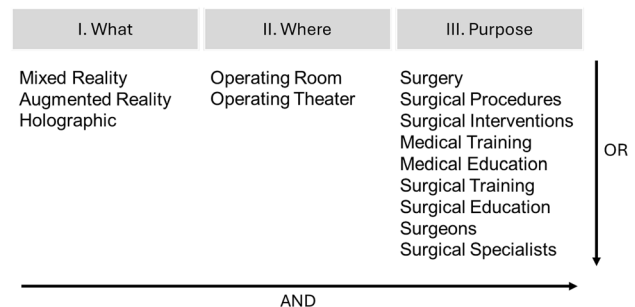 I. What
II. Where
III. Purpose
Mixed Reality
Augmented Reality
Holographic
Operating Room
Operating Theater
Surgery
Surgical Procedures
Surgical Interventions
Medical Training
Medical Education
Surgical Training
Surgical Education
Surgeons
Surgical Specialists
OR
AND